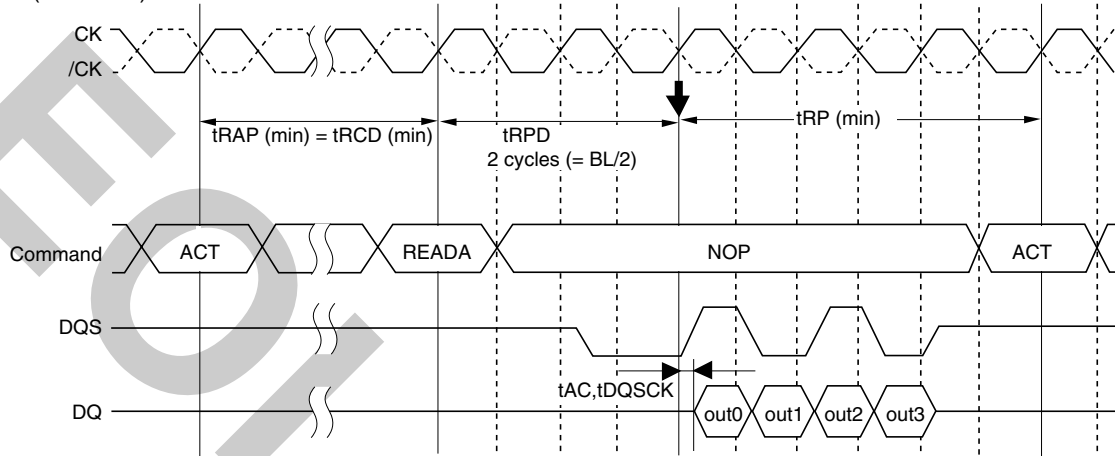 CK
/CK
tRAP (min) = tRCD (min)
tRPD
2 cycles (= BL/2)
tRP (min)
Command
ACT
READA
NOP
ACT
DQS
tAC,tDQSCK
DQ
out0
out1
out2
out3